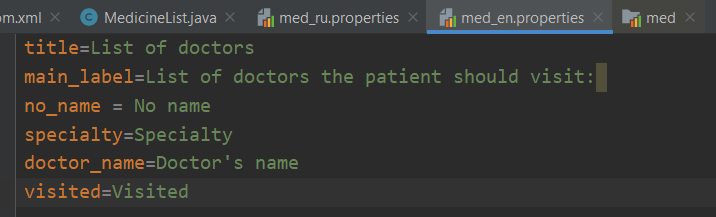 om.xml MedicineList.java med_ru.properties med_en.properties med
title=List of doctors
main_label=List of doctors the patient should visit:
no_name = No name
specialty=Specialty
doctor_name=Doctor's name
visited=Visited